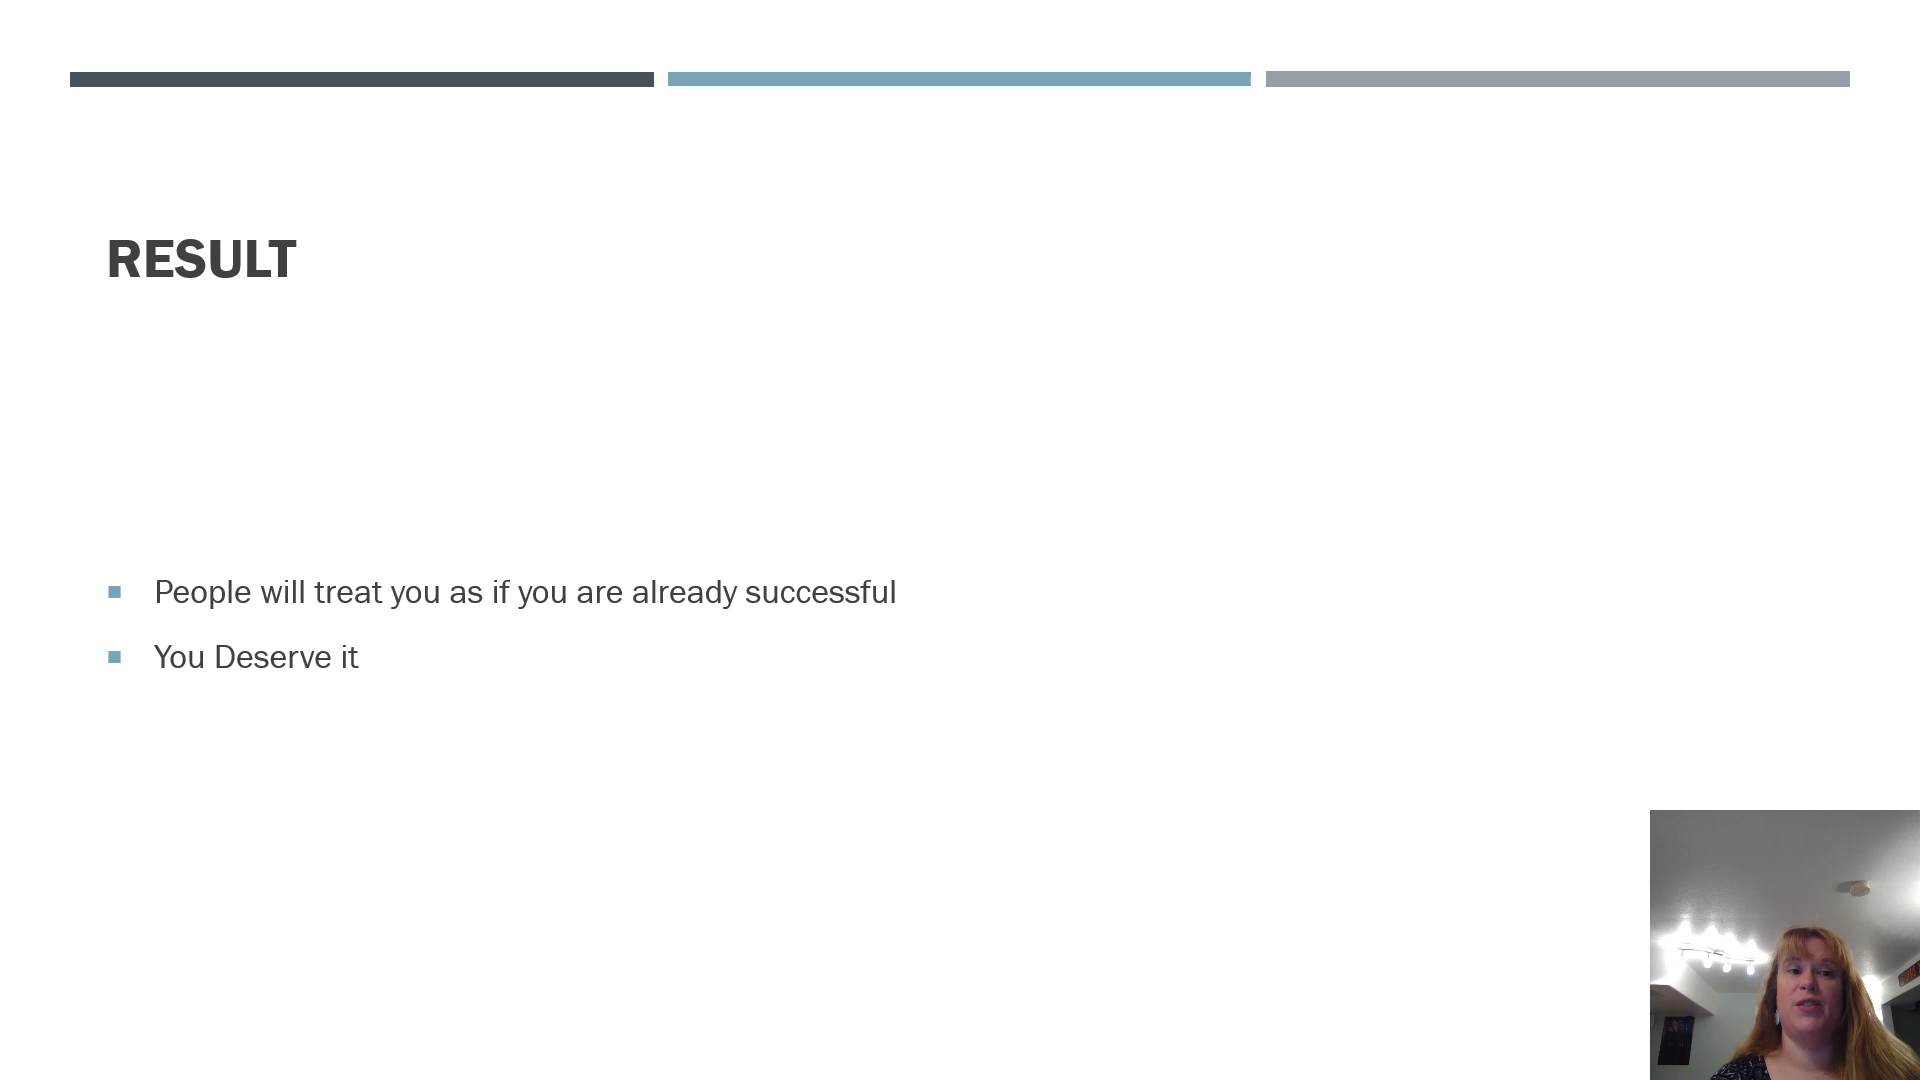 RESULT
People will treat you as if you are already successful
You Deserve it